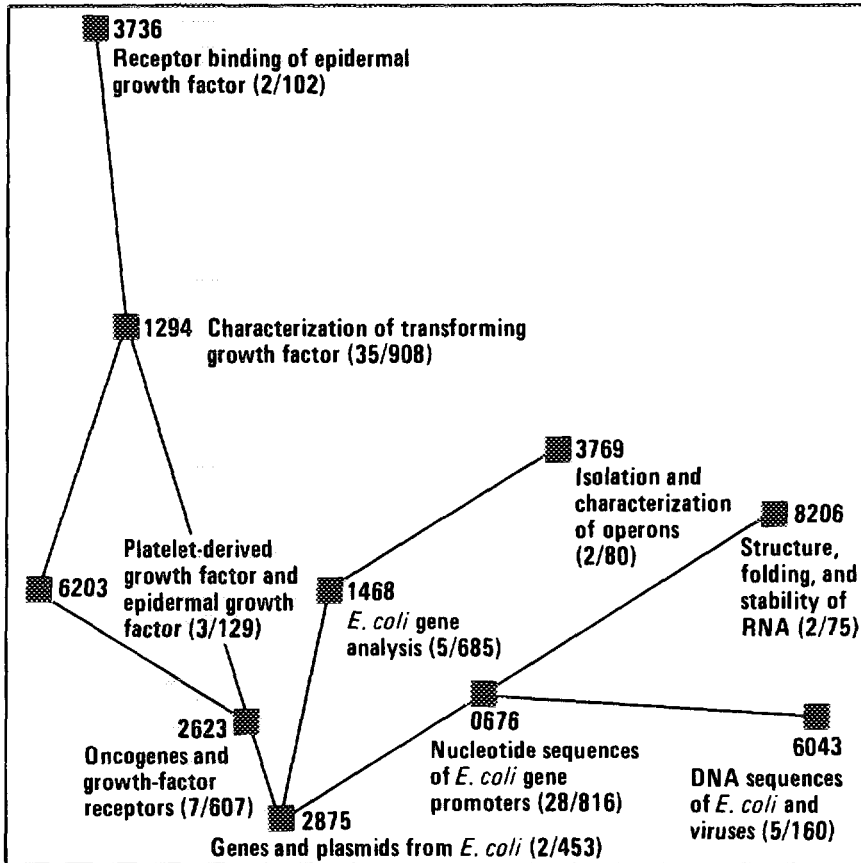 3736
Receptor binding of epidermal
growth factor (2/102)
1294 Characterization of transforming
growth factor (35/908)
3769
Isolation and
characterization
of operons
(2/80)
8206
Structure,
folding, and
stability of
RNA (2/75)
6203
Platelet-derived
growth factor and
epidermal growth
factor (3/129)
1468
E. coli gene
analysis (5/685)
2623
Oncogenes and
growth-factor
receptors (7/607)
0676
Nucleotide sequences
of E. coli gene
promoters (28/816)
6043
DNA sequences
of E. coli and
viruses (5/160)
2875
Genes and plasmids from E. coli (2/453)